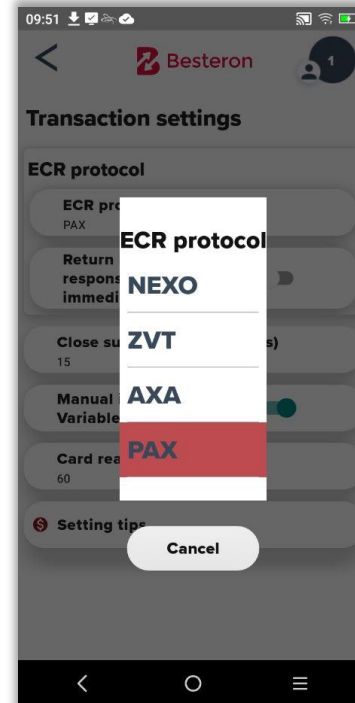 09:51
Besteron
1
Transaction settings
ECR protocol
ECR pro
PAX
ECR protocol
Return
respons
immedi
NEXO
ZVT
Close su
s)
15
AXA
Manual
Variable
PAX
Card rea
60
Setting tips
Cancel